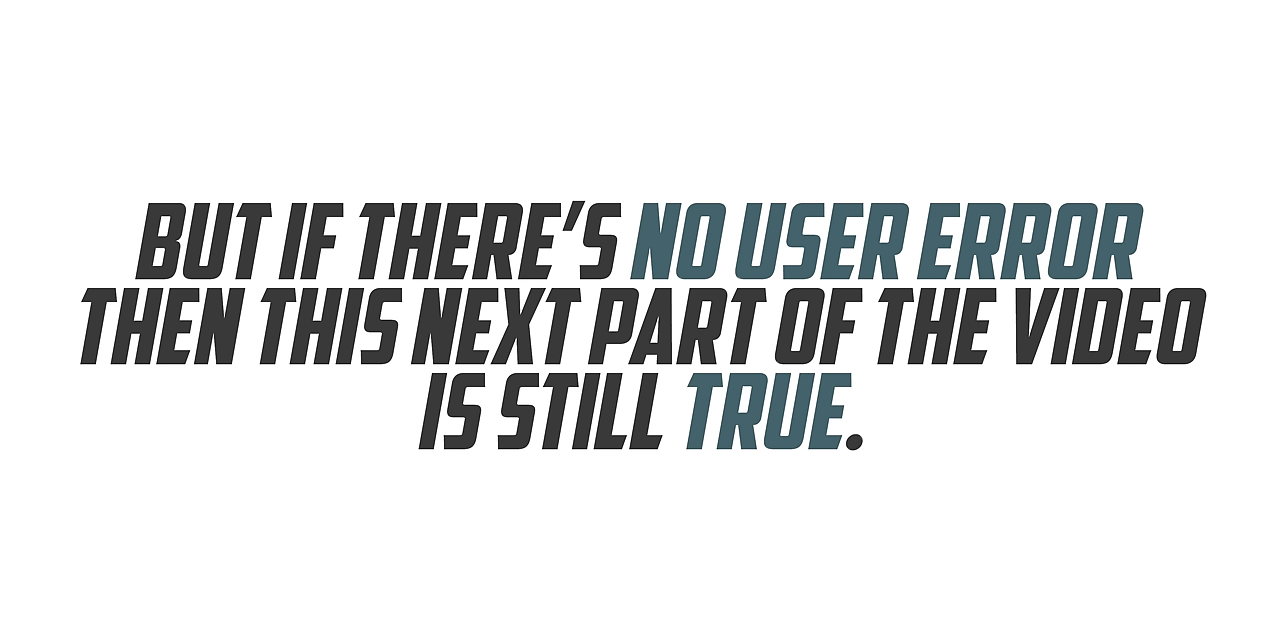 BUT IF THERE'S NO USER ERROR
THEN THIS NEXT PART OF THE VIDEO
IS STILL TRUE.